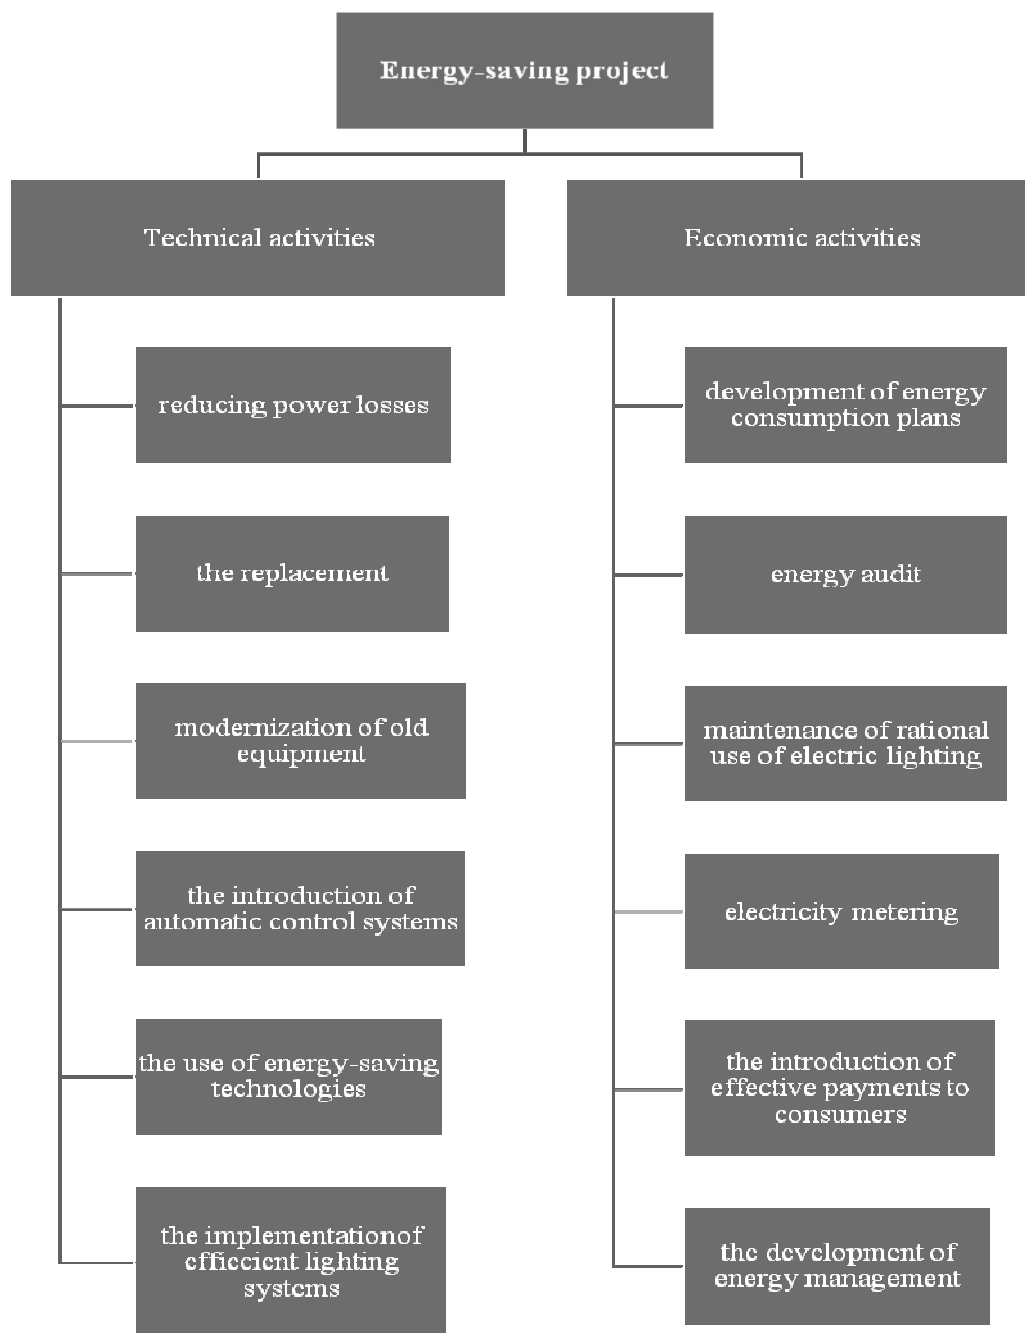 Energy-saving project
Technical activities
reducing power losses
the replacement
modernization of old
equipment
the introduction of
automatic control systems
the use of energy-saving
technologies
the implementationof
efficcient lighting
systems
Economic activities
development of energy
consumption plans
energy audit
maintenance of rational
use of electric lighting
electricity metering
the introduction of
effective payments to
consumers
the development of
energy management